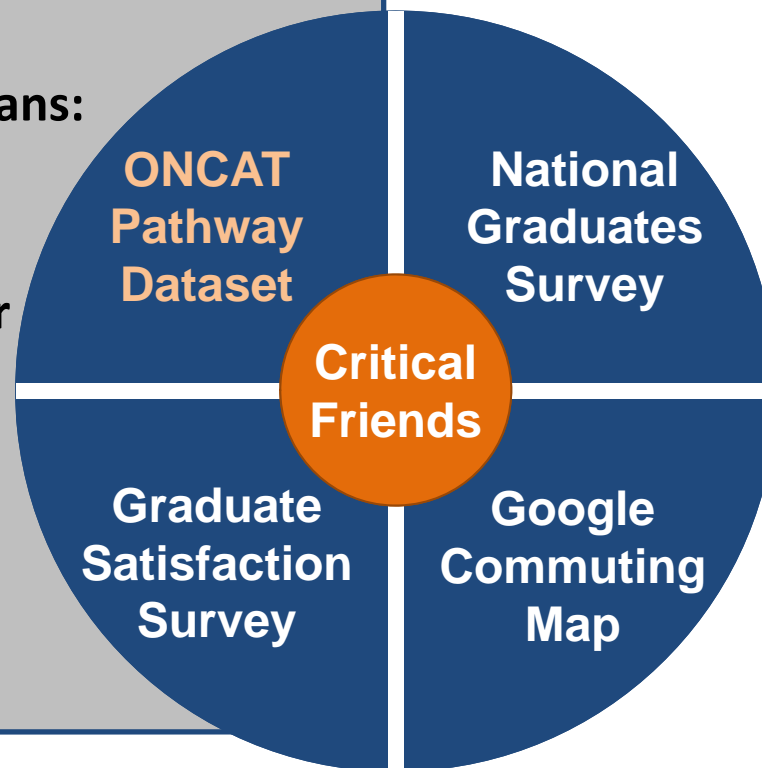 ans:
r
ONCAT
Pathway
Dataset
National
Graduates
Survey
Critical
Friends
Graduate
Satisfaction
Survey
Google
Commuting
Map